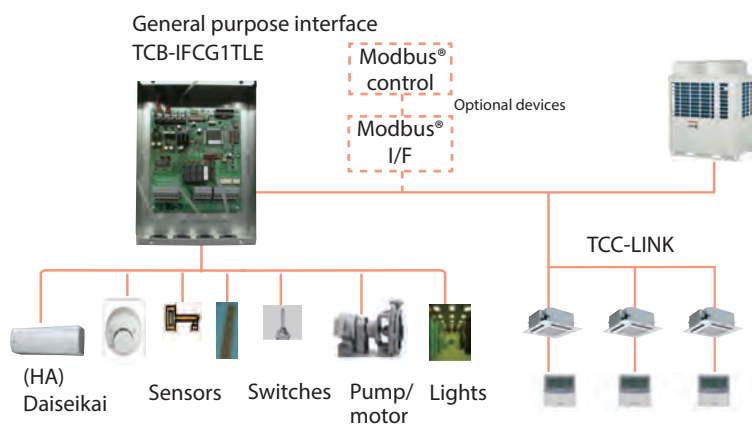 General purpose interface
TCB-IFCG1TLE
Modbus®
control
Optional devices
Modbus®
I/F
TCC-LINK
(HA)
Daiseikai
Sensors
Switches
Pump/
motor
Lights